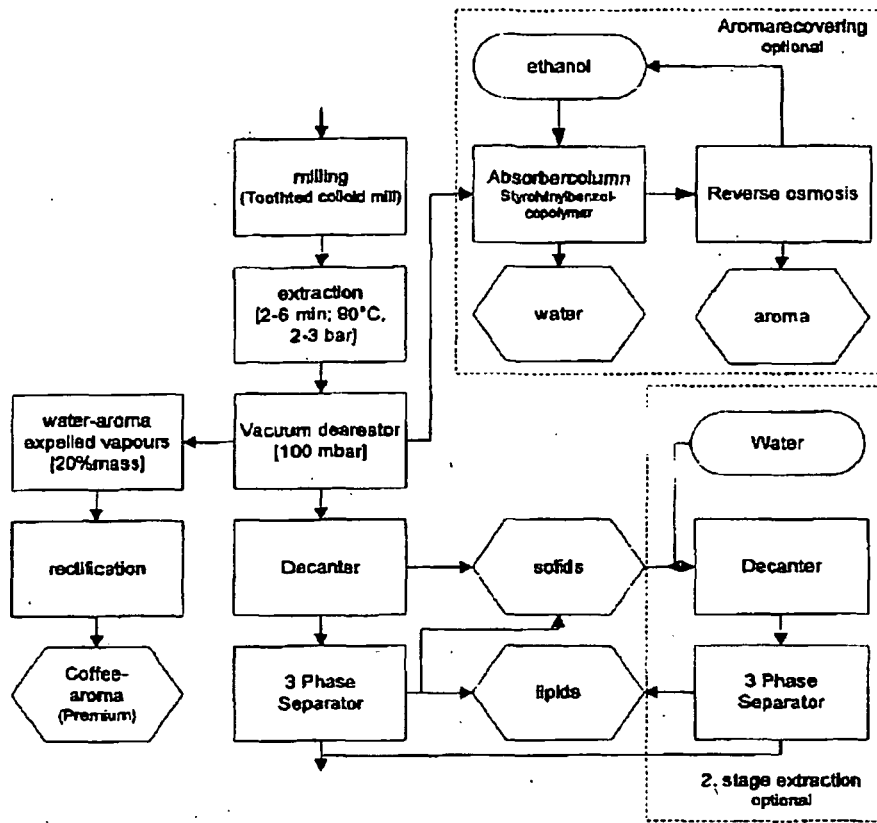 Aromarecovering
optional
ethanol
milling
(Toothted colloid mill)
Absorbercolumn
Styrohinylbenzol-
copolymer
Reverse osmosis
extraction
[2-6 min; 80°C,
2-3 bar]
water
aroma
water-aroma
expelled vapours
[20%mass]
Vacuum deareator
[100 mbar]
Water
rectification
Decanter
solids
Decanter
Coffee-
aroma
(Premium)
3 Phase
Separator
lipids
3 Phase
Separator
2. stage extraction
optional